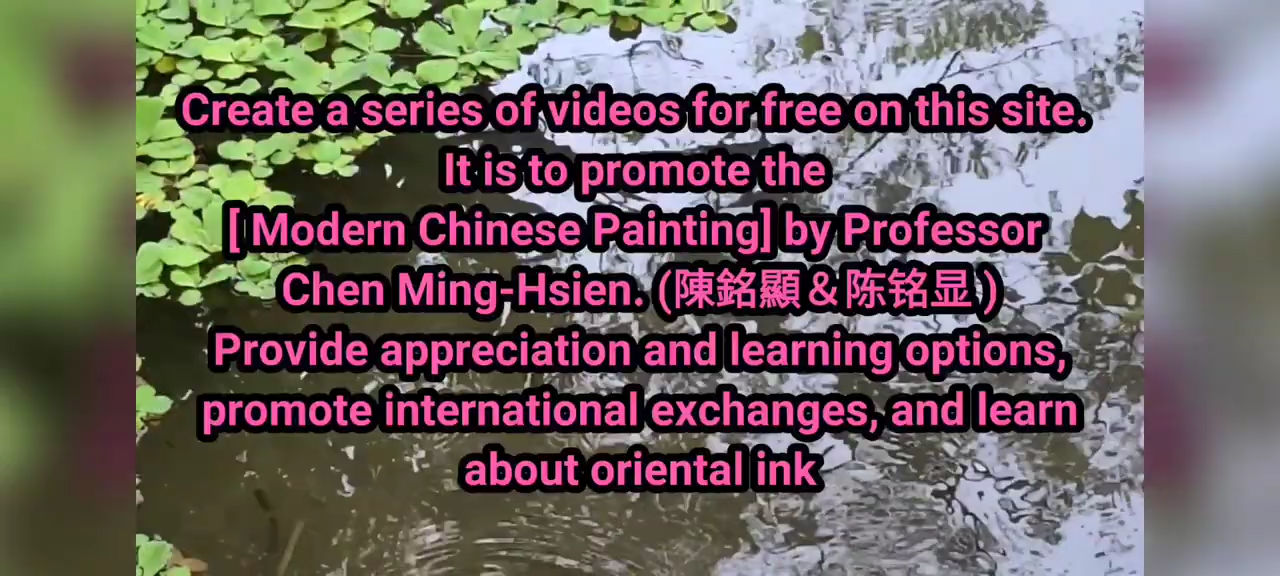 Create a series of videos for free on this site.
It is to promote the
[ Modern Chinese Painting] by Professor
Chen Ming-Hsien. (陳銘顯＆陈铭显 )
Provide appreciation and learning options,
promote international exchanges, and learn
about oriental ink